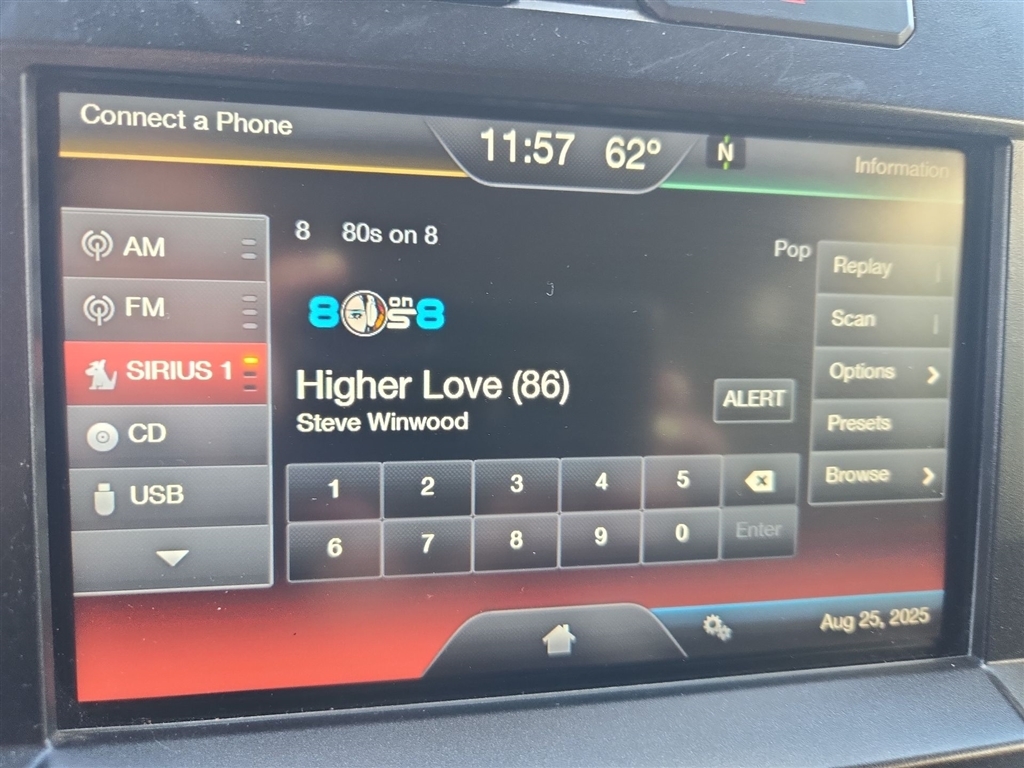 Connect a Phone
11:57 62° N
Information
AM
FM
SIRIUS 1
CD
USB
8 80s on 8
Pop
80s on 8
Higher Love (86)
Steve Winwood
ALERT
1 2 3 4 5
6 7 8 9 0 Enter
Replay
Scan
Options
Presets
Browse
Aug 25, 2025